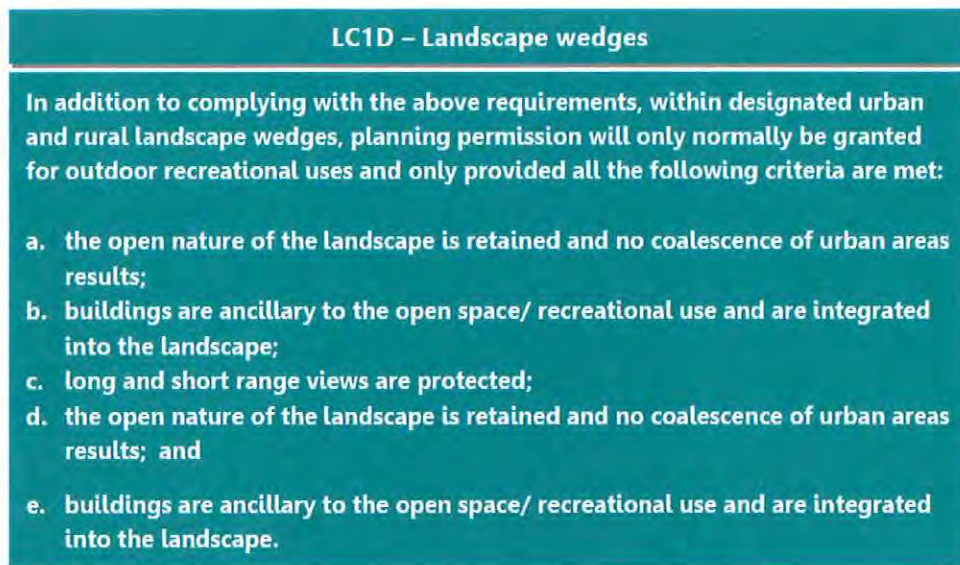 LC1D – Landscape wedges
In addition to complying with the above requirements, within designated urban
and rural landscape wedges, planning permission will only normally be granted
for outdoor recreational uses and only provided all the following criteria are met:
a. the open nature of the landscape is retained and no coalescence of urban areas
results;
b. buildings are ancillary to the open space/ recreational use and are integrated
into the landscape;
c. long and short range views are protected;
d. the open nature of the landscape is retained and no coalescence of urban areas
results; and
e. buildings are ancillary to the open space/ recreational use and are integrated
into the landscape.